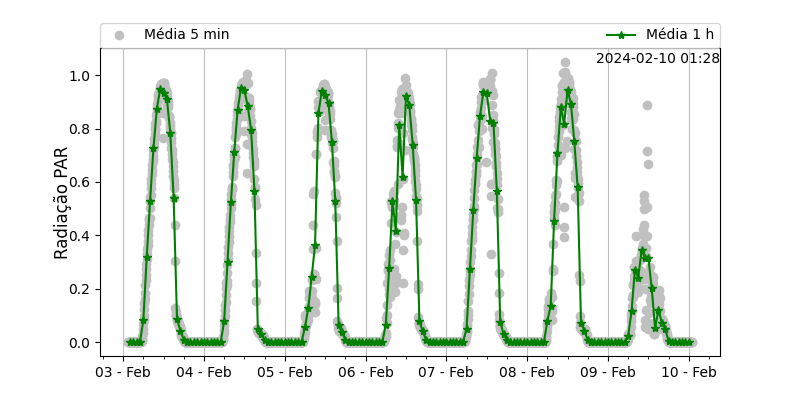 Média 5 min
Média 1 h
2024-02-10 01:28
Radiação PAR
1.0
0.8
0.6
0.4
0.2
0.0
03 - Feb
04 - Feb
05 - Feb
06 - Feb
07 - Feb
08 - Feb
09 - Feb
10 - Feb